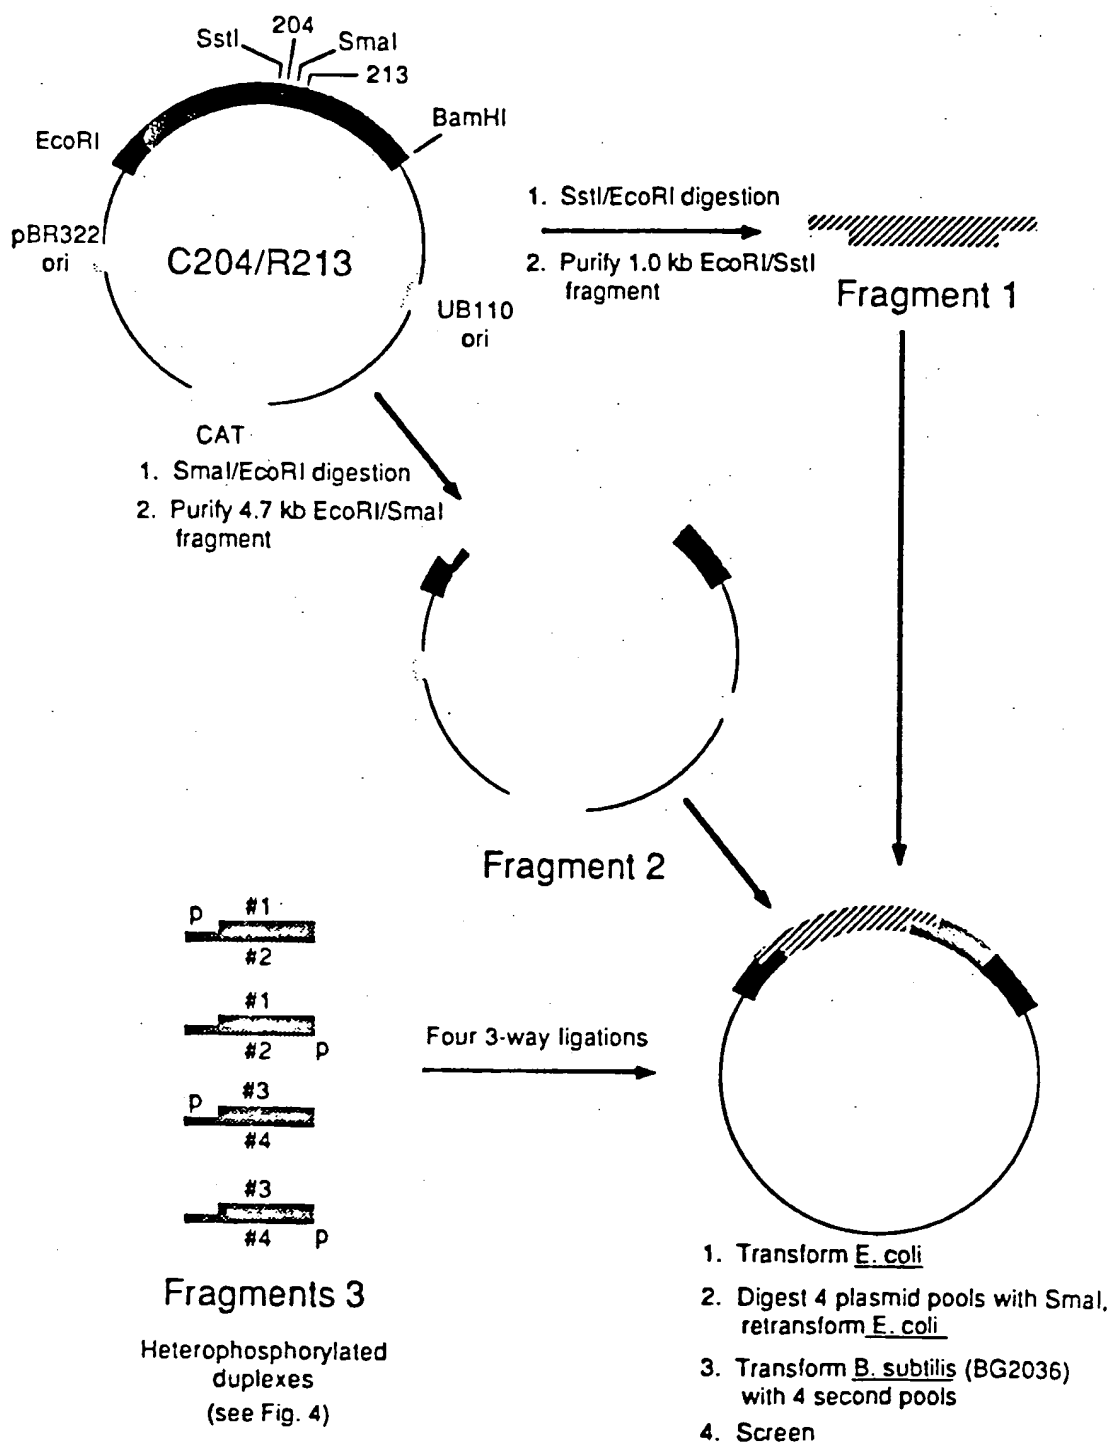 204
SstI
SmaI
213
BamHI
EcoRI
pBR322
ori
C204/R213
UB110
ori
CAT
1. SstI/EcoRI digestion
2. Purify 1.0 kb EcoRI/SstI
fragment
Fragment 1
1. SmaI/EcoRI digestion
2. Purify 4.7 kb EcoRI/SmaI
fragment
Fragment 2
p #1
#2
#1
#2 p
p #3
#4
#3
#4 p
Four 3-way ligations
Fragments 3
Heterophosphorylated
duplexes
(see Fig. 4)
1. Transform E. coli
2. Digest 4 plasmid pools with SmaI,
retransform E. coli
3. Transform B. subtilis (BG2036)
with 4 second pools
4. Screen